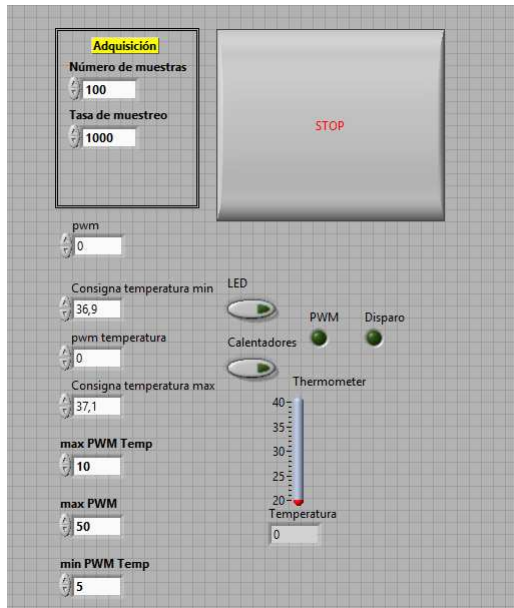 Adquisición
Número de muestras
100
Tasa de muestreo
1000
STOP
pwm
0
Consigna temperatura min
36,9
pwm temperatura
0
Consigna temperatura max
37,1
max PWM Temp
10
max PWM
50
min PWM Temp
5
LED
PWM
Disparo
Calentadores
Thermometer
40
35
30
25
20
Temperatura
0